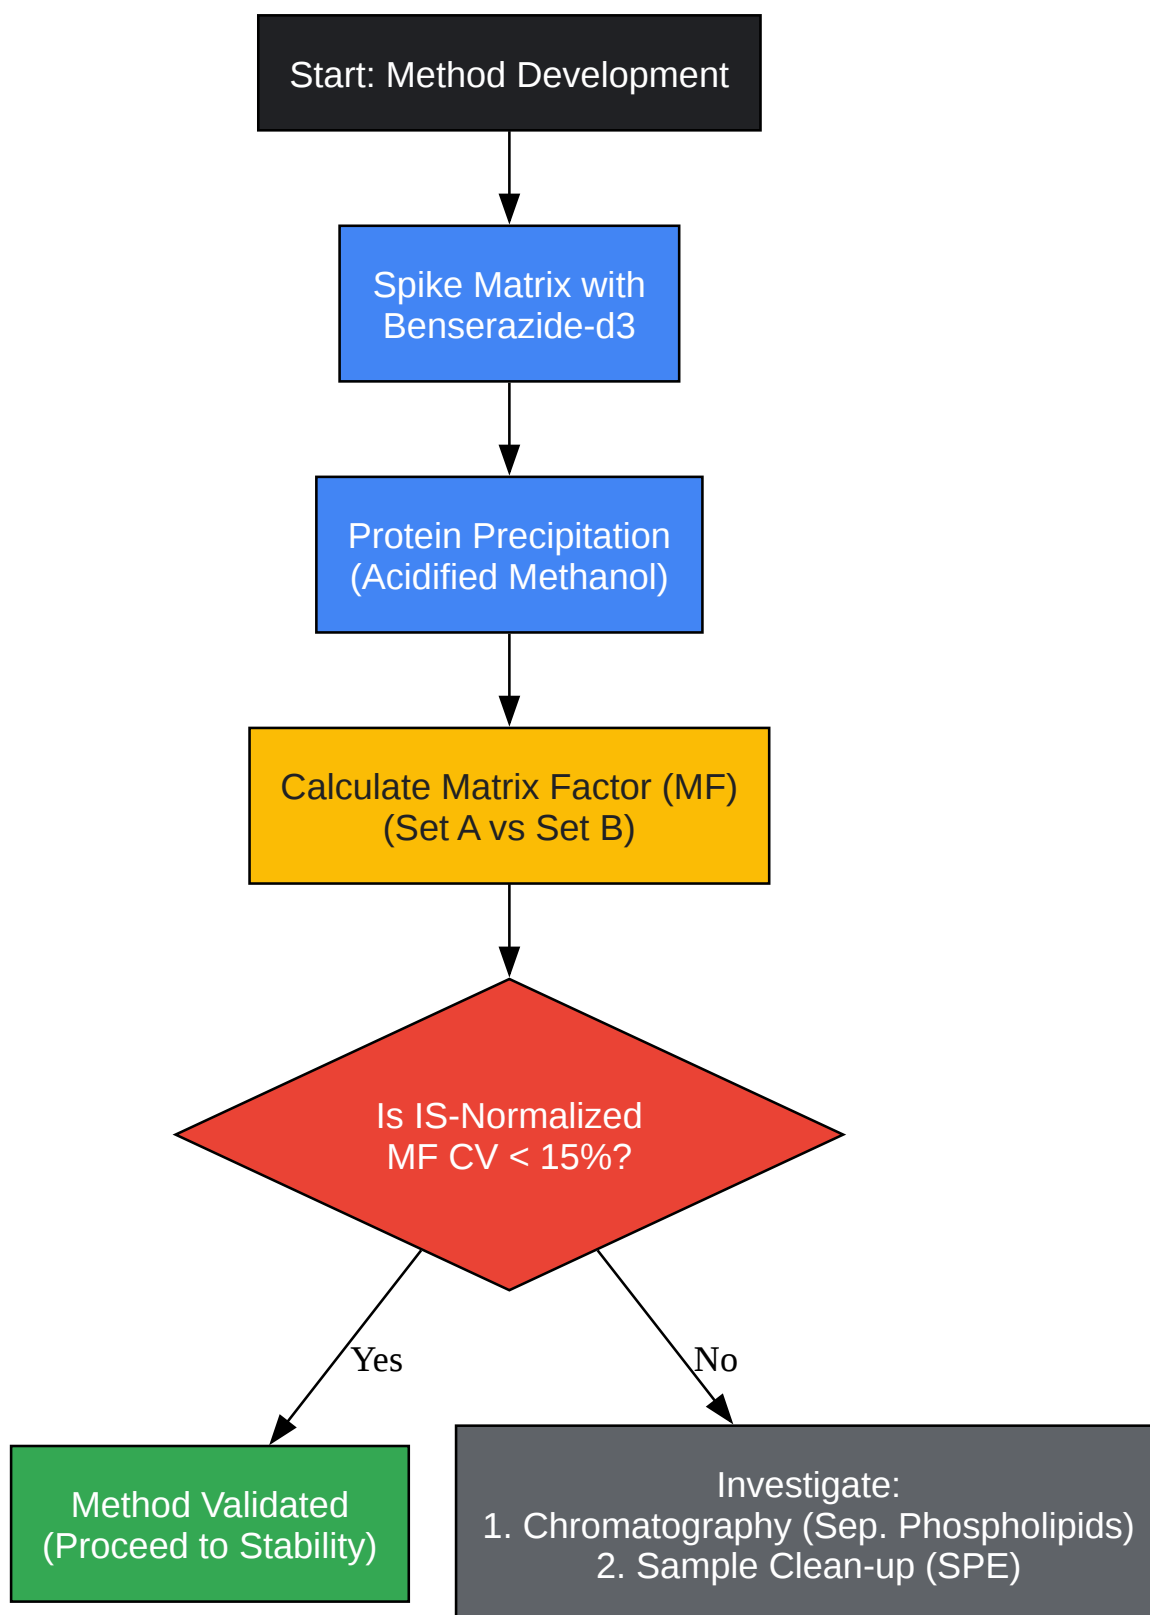 Start: Method Development
Spike Matrix with
Benserazide-d3
Protein Precipitation
(Acidified Methanol)
Calculate Matrix Factor (MF)
(Set A vs Set B)
Is IS-Normalized
MF CV < 15%?
Yes
No
Method Validated
(Proceed to Stability)
Investigate:
1. Chromatography (Sep. Phospholipids)
2. Sample Clean-up (SPE)